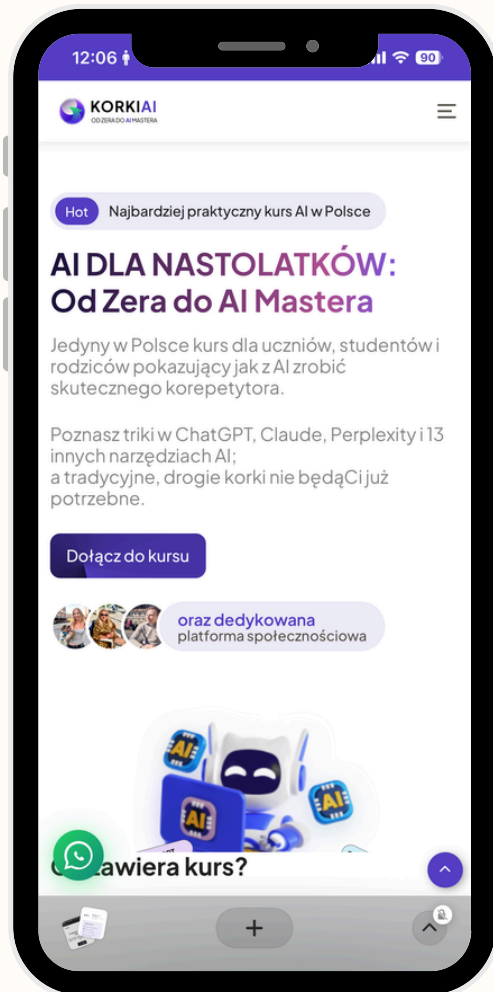 12:06
90
KORKIAI
OD ZERA DO AI MASTERA
Hot Najbardziej praktyczny kurs AI w Polsce
AI DLA NASTOLATKÓW:
Od Zera do AI Mastera
Jedyny w Polsce kurs dla uczniów, studentów i
rodziców pokazujący jak z AI zrobić
skutecznego korepetytora.
Poznasz triki w ChatGPT, Claude, Perplexity i 13
innych narzędziach AI;
a tradycyjne, drogie korki nie będąCi już
potrzebne.
Dołącz do kursu
oraz dedykowana
platforma społecznościowa
AI
AI
AI
zawiera kurs?